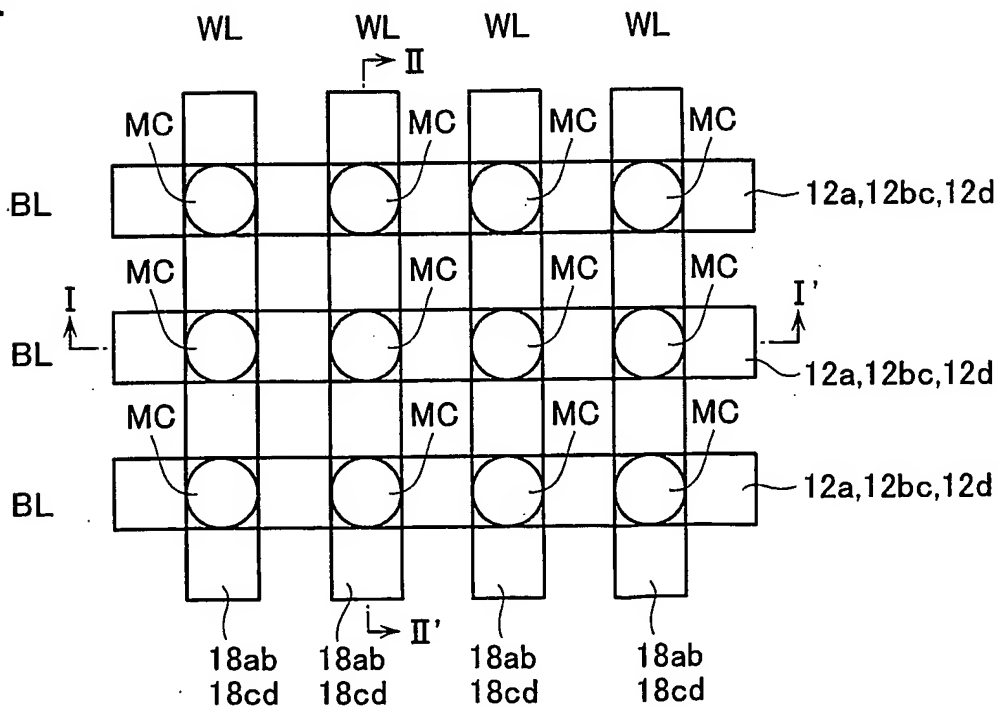 WL WL WL WL
II
MC MC MC MC
BL 12a,12bc,12d
MC MC MC MC
I I'
BL 12a,12bc,12d
MC MC MC MC
BL 12a,12bc,12d
II'
18ab 18ab 18ab 18ab
18cd 18cd 18cd 18cd